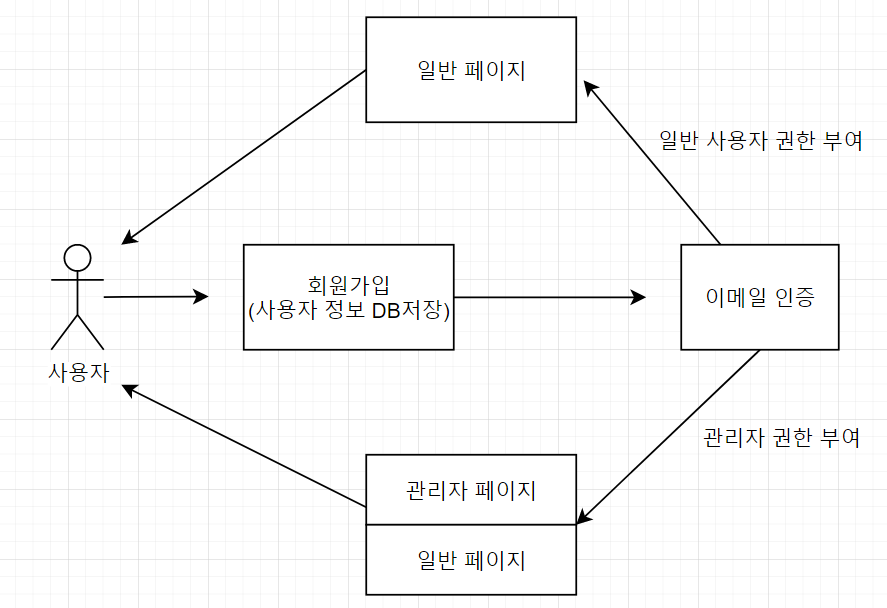 일반 페이지
일반 사용자 권한 부여
회원가입
(사용자 정보 DB저장)
이메일 인증
사용자
관리자 권한 부여
관리자 페이지
일반 페이지